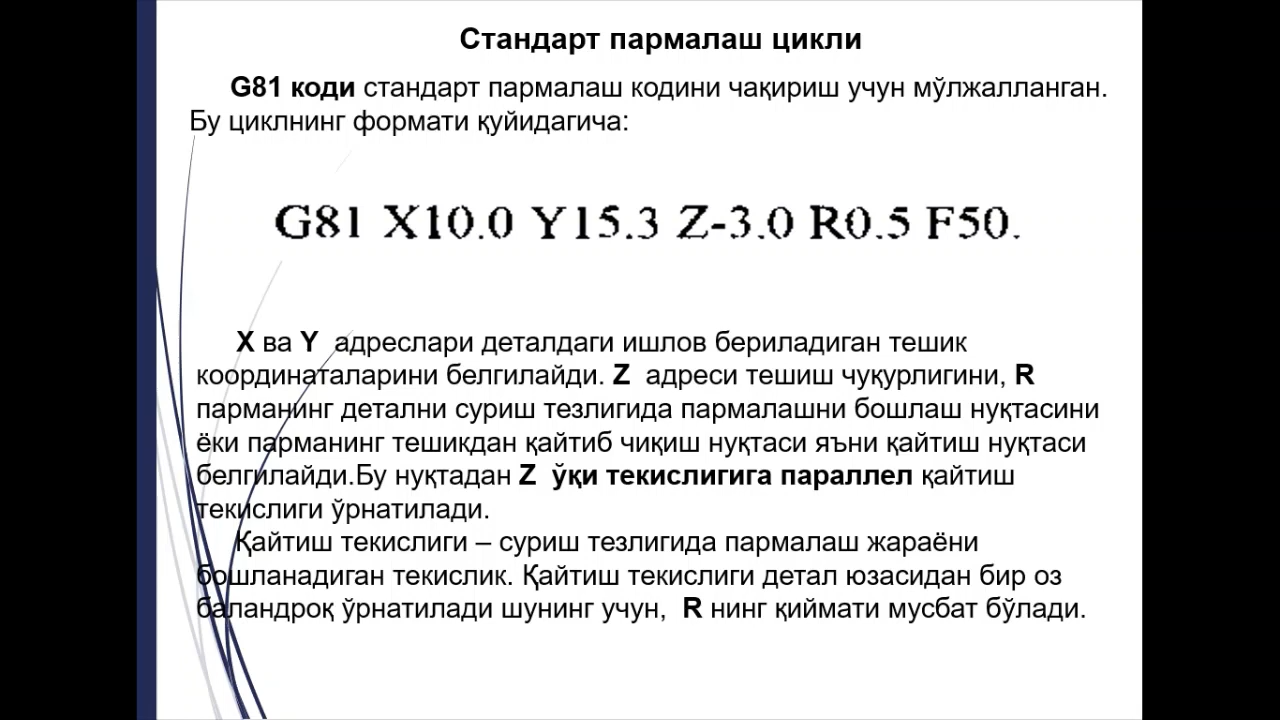 Стандарт пармалаш цикли
G81 коди стандарт пармалаш кодини чақириш учун мўлжалланган.
Бу циклнинг формати қуйидагича:
G81 X10.0 Y15.3 Z-3.0 R0.5 F50.
X ва Y адреслари деталдаги ишлов бериладиган тешик
координаталарини белгилайди. Z адреси тешиш чуқурлигини, R
парманинг детални суриш тезлигида пармалашни бошлаш нуқтасини
ёки парманинг тешикдан қайтиб чиқиш нуқтаси яъни қайтиш нуқтаси
белгилайди.Бу нуқтадан Z ўқи текислигига параллел қайтиш
текислиги ўрнатилади.
Қайтиш текислиги – суриш тезлигида пармалаш жараёни
бошланадиган текислик. Қайтиш текислиги детал юзасидан бир оз
баландроқ ўрнатилади шунинг учун, R нинг қиймати мусбат бўлади.